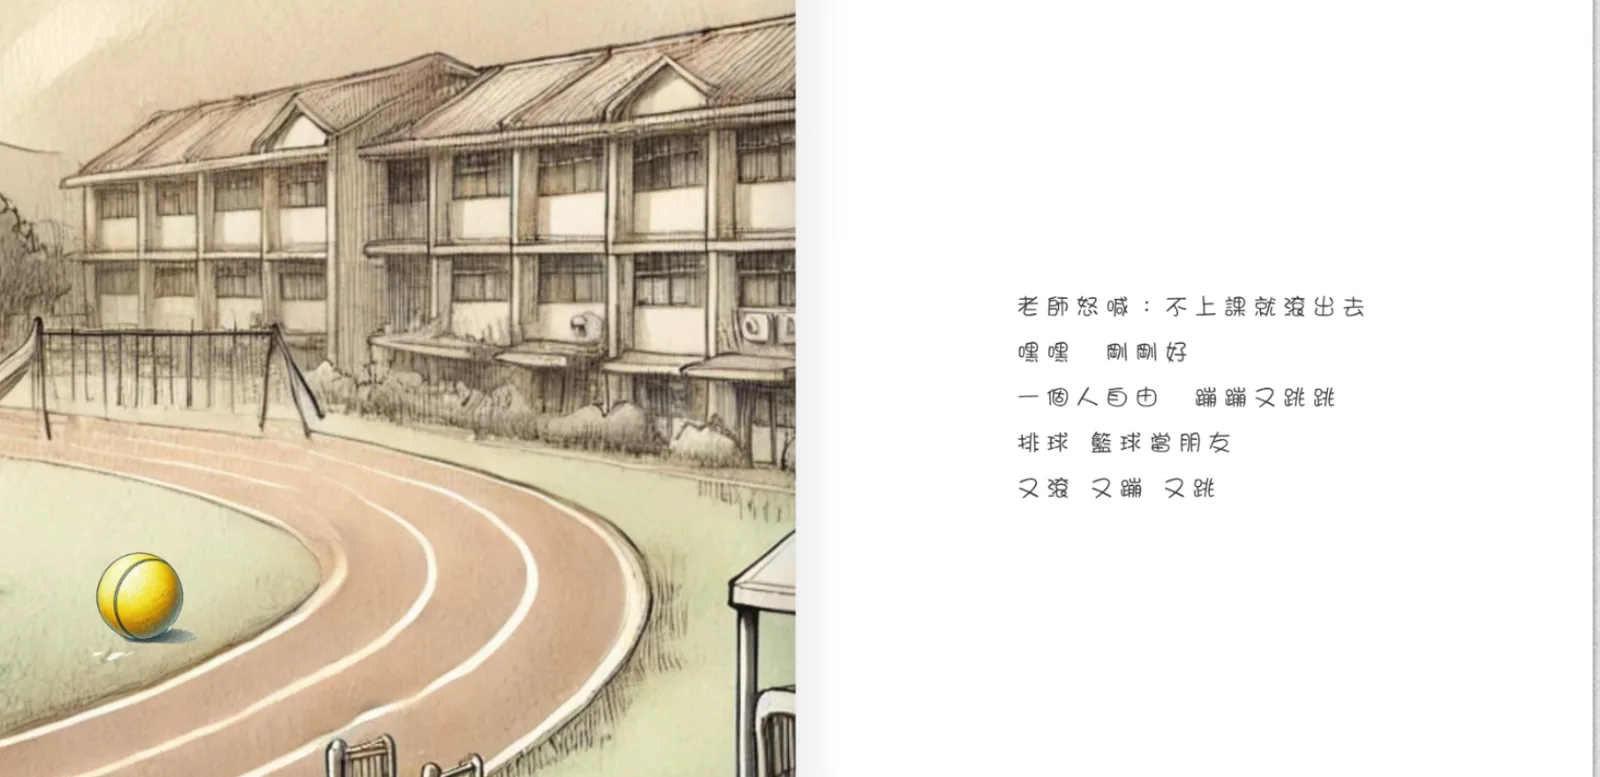 老師怒喊：不上課就滾出去
嘿嘿　剛剛好
一個人自由　蹦蹦又跳跳
排球 籃球當朋友
又滾 又蹦 又跳